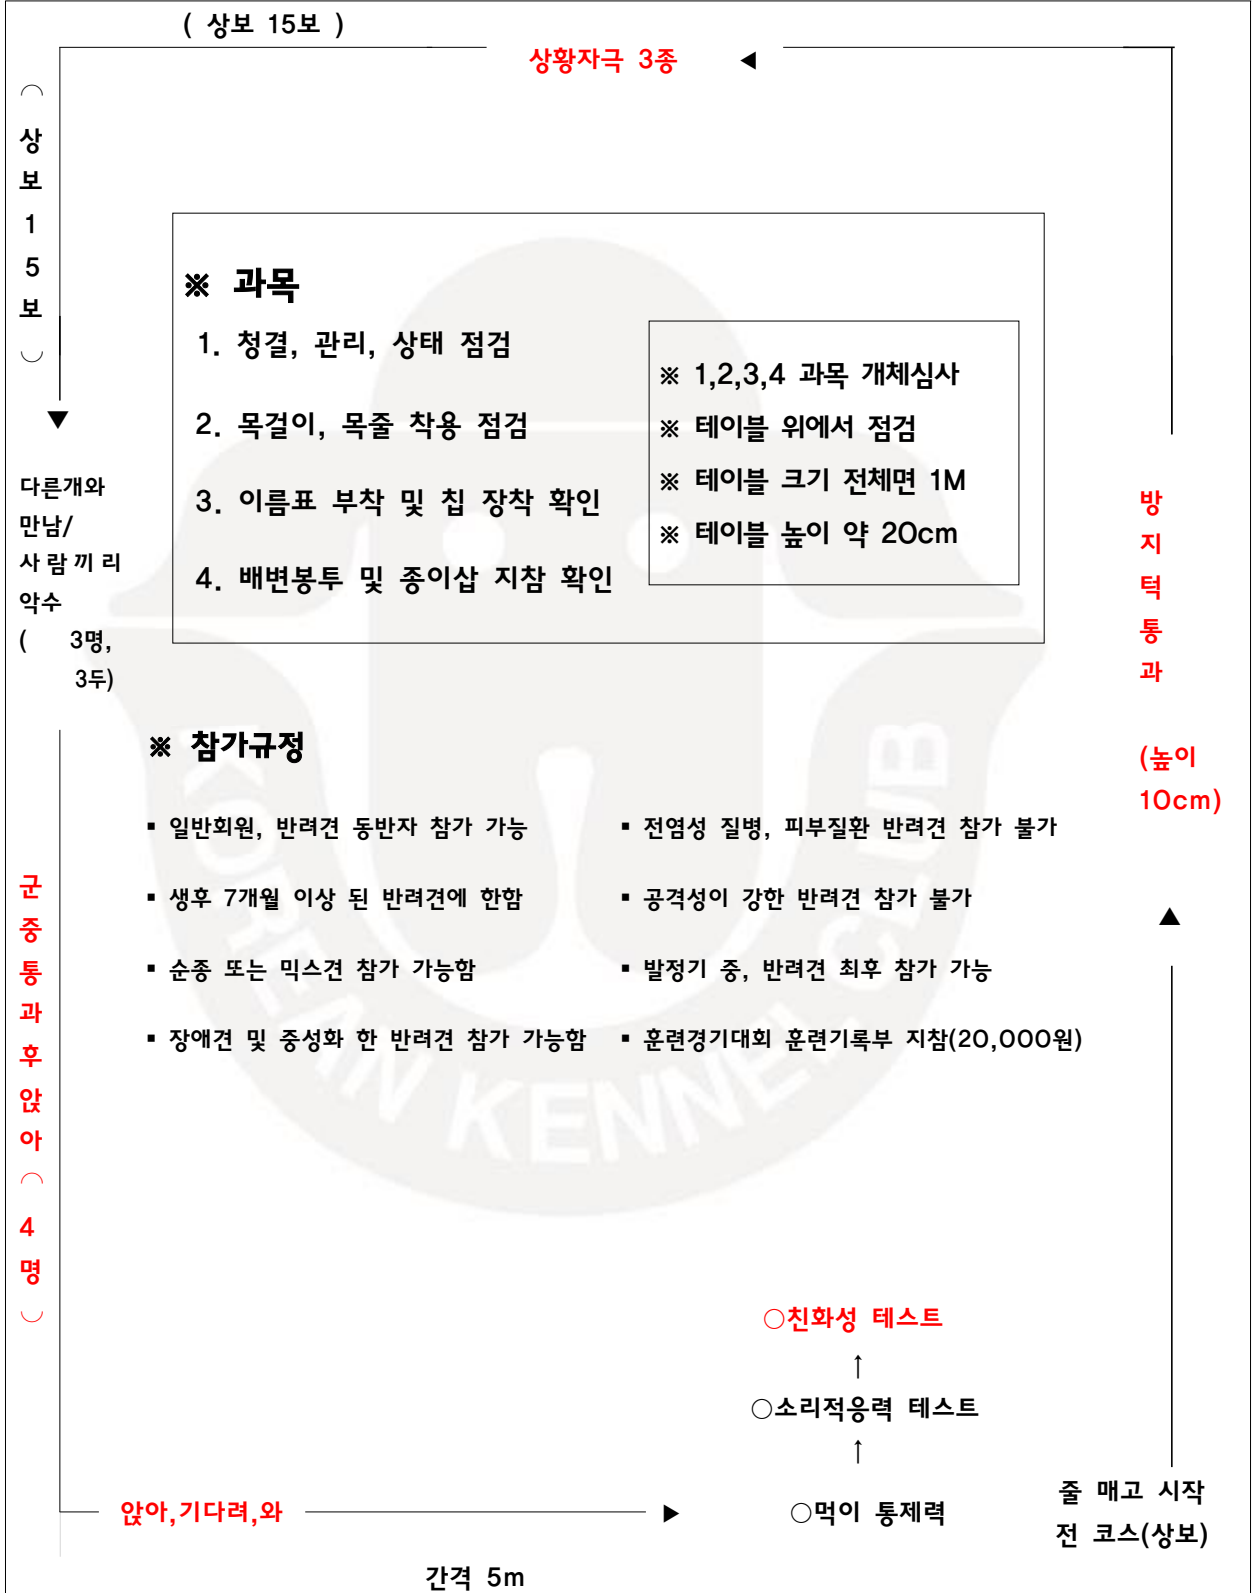 ( 상보 15보 )
상황자극 3종 ◀
(상보15보)
▼
다른개와
만남/
사람끼리
악수
( 3명,
3두)
※ 과목
1. 청결, 관리, 상태 점검
2. 목걸이, 목줄 착용 점검
3. 이름표 부착 및 칩 장착 확인
4. 배변봉투 및 종이삽 지참 확인
※ 1,2,3,4 과목 개체심사
※ 테이블 위에서 점검
※ 테이블 크기 전체면 1M
※ 테이블 높이 약 20cm
방지턱통과
(높이
10cm)
▲
※ 참가규정
▪ 일반회원, 반려견 동반자 참가 가능
▪ 생후 7개월 이상 된 반려견에 한함
▪ 순종 또는 믹스견 참가 가능함
▪ 장애견 및 중성화 한 반려견 참가 가능함
▪ 전염성 질병, 피부질환 반려견 참가 불가
▪ 공격성이 강한 반려견 참가 불가
▪ 발정기 중, 반려견 최후 참가 가능
▪ 훈련경기대회 훈련기록부 지참(20,000원)
KOREAN KENNEL CLUB
군중통과후앉아(4명)
○친화성 테스트
↑
○소리적응력 테스트
↑
○먹이 통제력
앉아,기다려,와 ▶
간격 5m
줄 매고 시작
전 코스(상보)